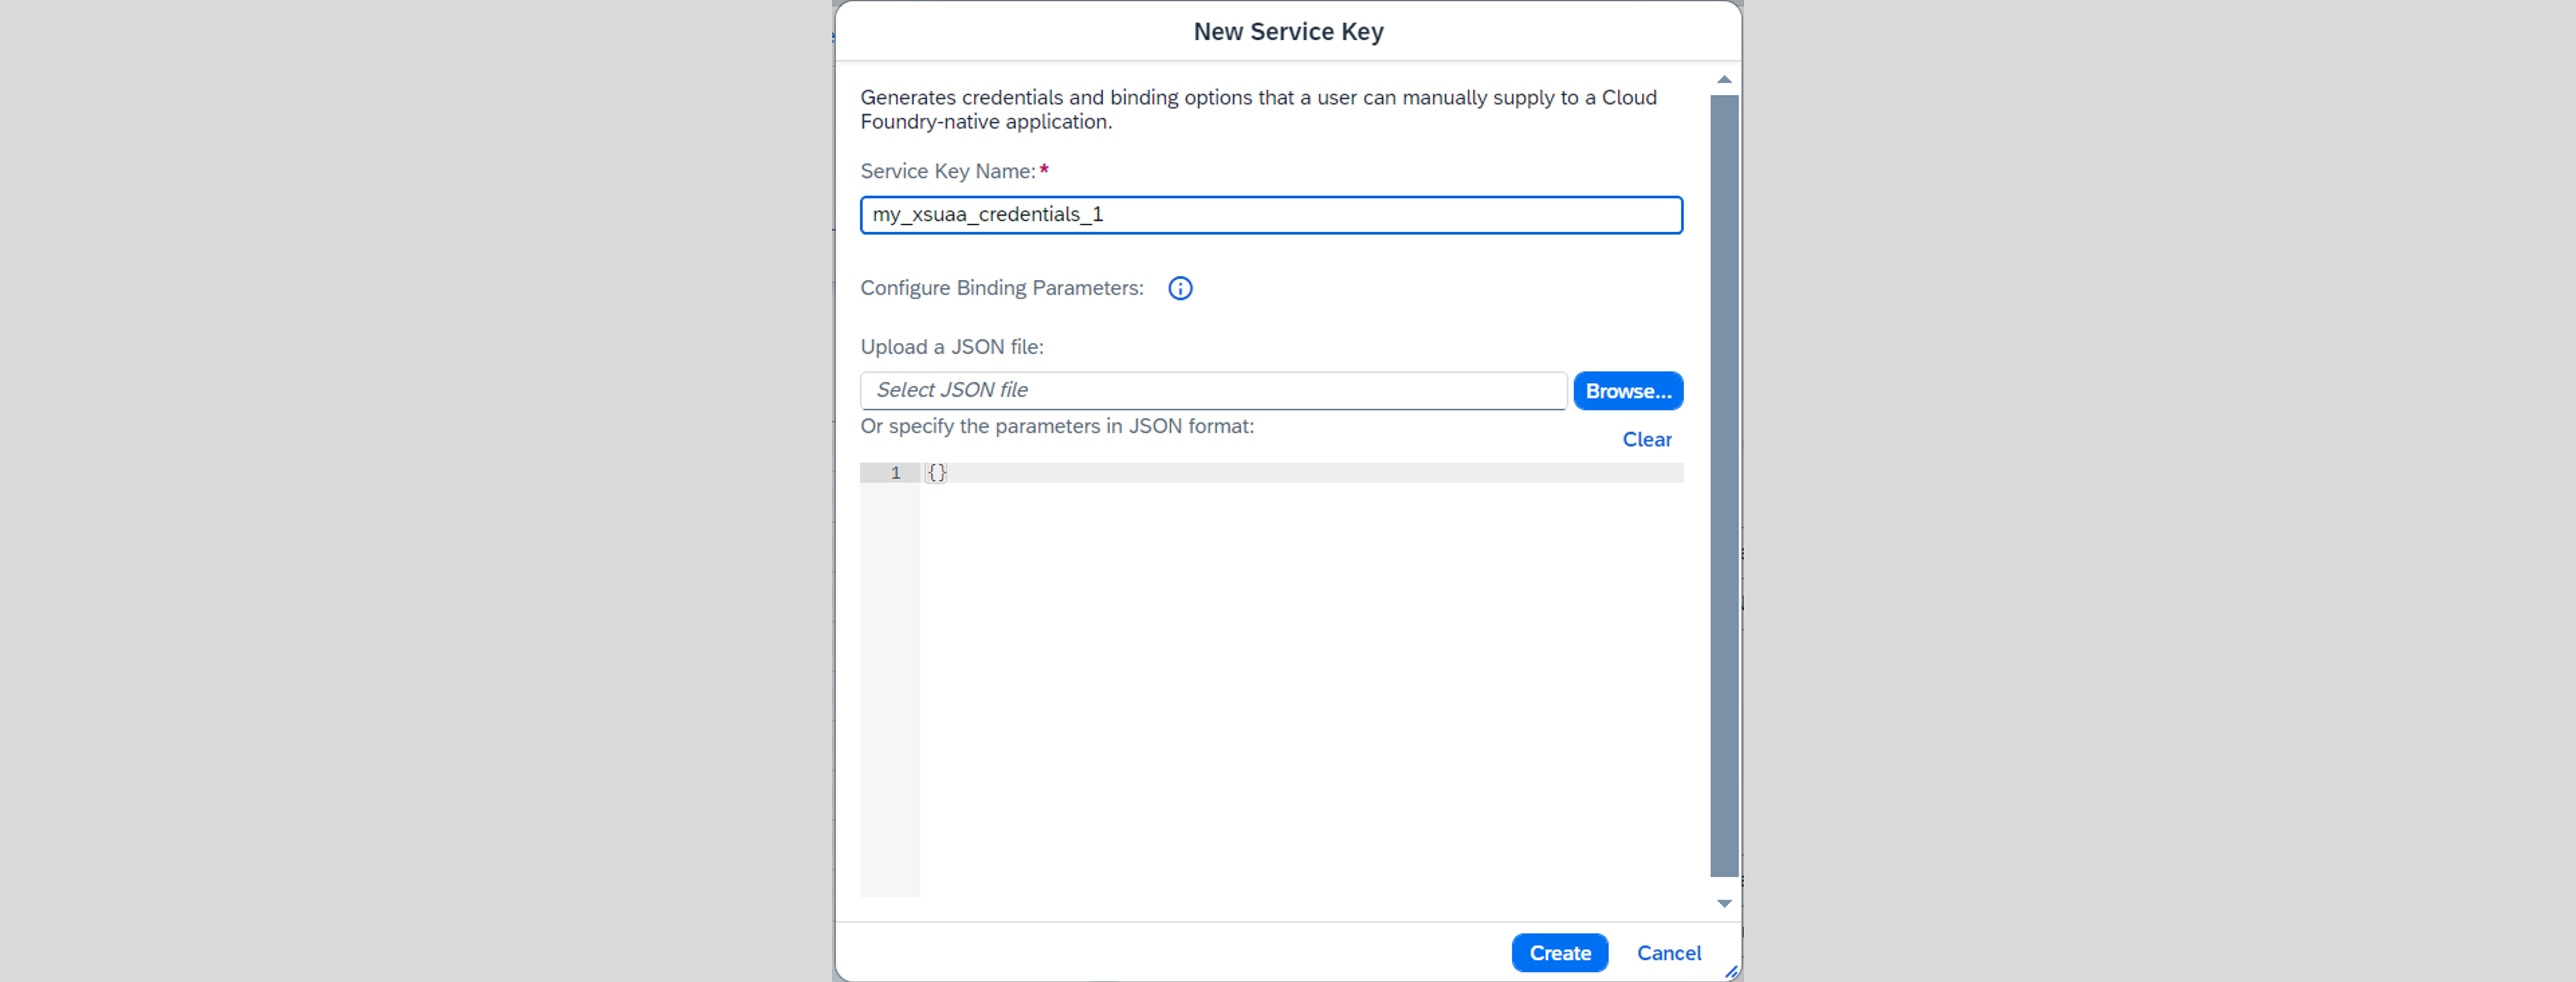 New Service Key
Generates credentials and binding options that a user can manually supply to a Cloud
Foundry-native application.
Service Key Name:*
my_xsuaa_credentials_1
Configure Binding Parameters:
Upload a JSON file:
Select JSON file
Browse...
Or specify the parameters in JSON format:
Clear
1 {}
Create Cancel